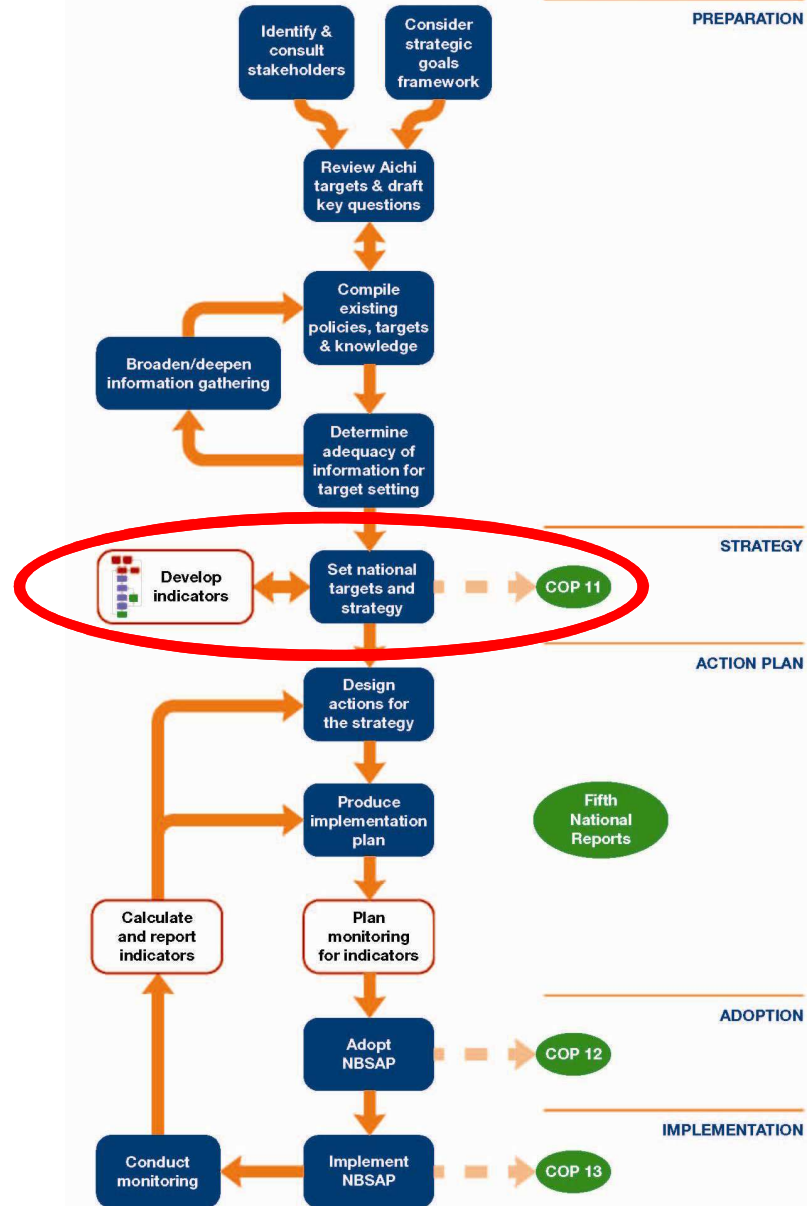 PREPARATION
Identify &
consult
stakeholders
Consider
strategic
goals
framework
Review Aichi
targets & draft
key questions
Compile
existing
policies, targets
& knowledge
Broaden/deepen
information gathering
Determine
adequacy of
information for
target setting
STRATEGY
Develop
indicators
Set national
targets and
strategy
COP 11
ACTION PLAN
Design
actions for
the strategy
Produce
implementation
plan
Fifth
National
Reports
Calculate
and report
indicators
Plan
monitoring
for indicators
ADOPTION
Adopt
NBSAP
COP 12
IMPLEMENTATION
Conduct
monitoring
Implement
NBSAP
COP 13